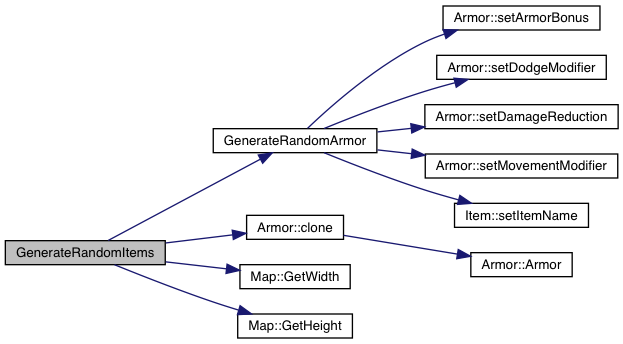 Armor::setArmorBonus
Armor::setDodgeModifier
Armor::setDamageReduction
GenerateRandomArmor
Armor::setMovementModifier
Item::setItemName
Armor::clone
GenerateRandomItems
Armor::Armor
Map::GetWidth
Map::GetHeight